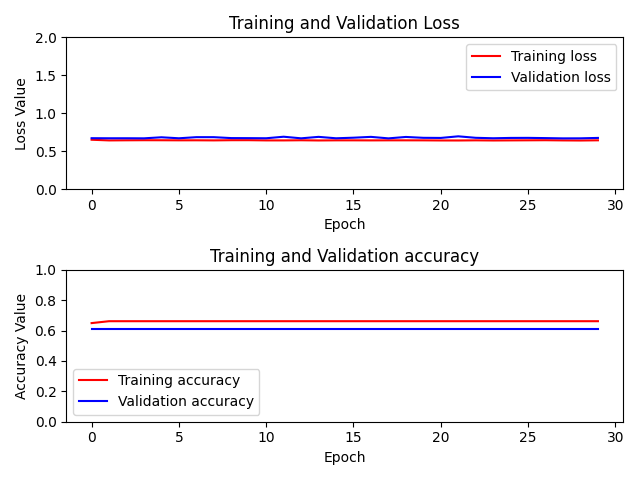 Training and Validation Loss
2.0
1.5
1.0
0.5
0.0
Loss Value
Training loss
Validation loss
0 5 10 15 20 25 30
Epoch
Training and Validation accuracy
1.0
0.8
0.6
0.4
0.2
0.0
Accuracy Value
Training accuracy
Validation accuracy
0 5 10 15 20 25 30
Epoch